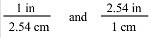 1 in / 2.54 cm and 2.54 in / 1 cm